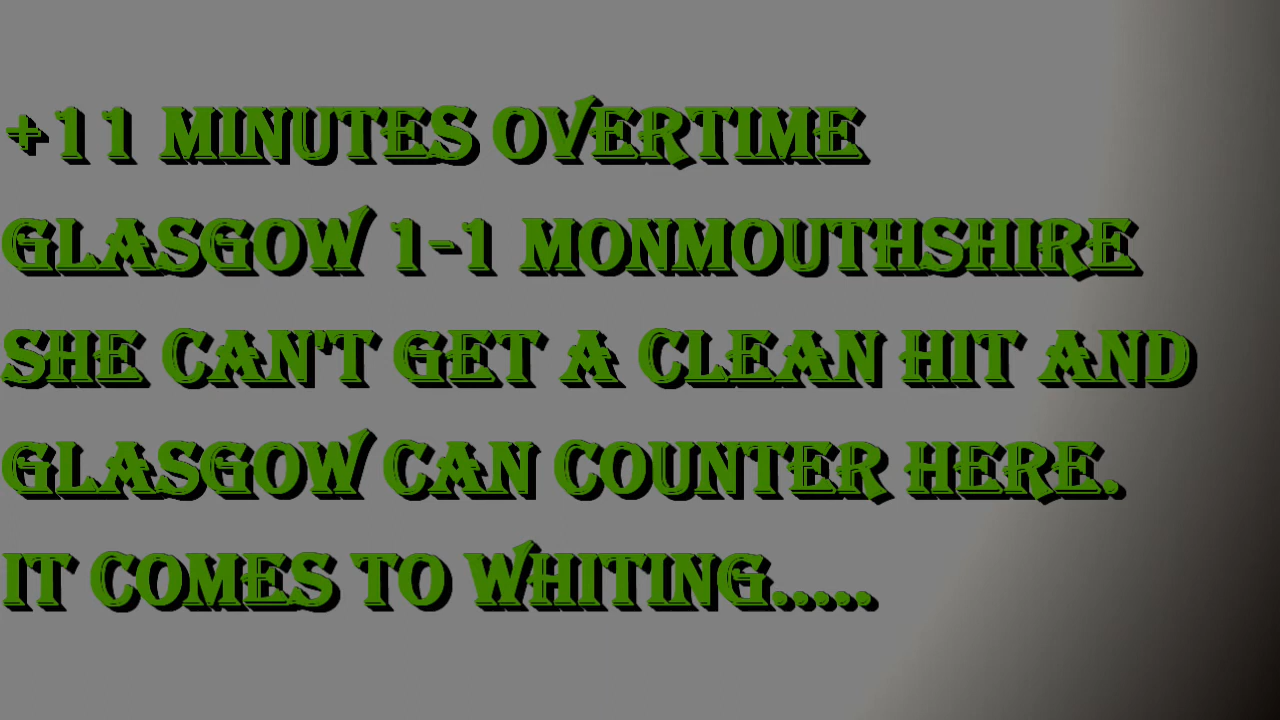 +11 MINUTES OVERTIME
GLASGOW 1-1 MONMOUTHSHIRE
SHE CAN'T GET A CLEAN HIT AND
GLASGOW CAN COUNTER HERE.
IT COMES TO WHITING.....